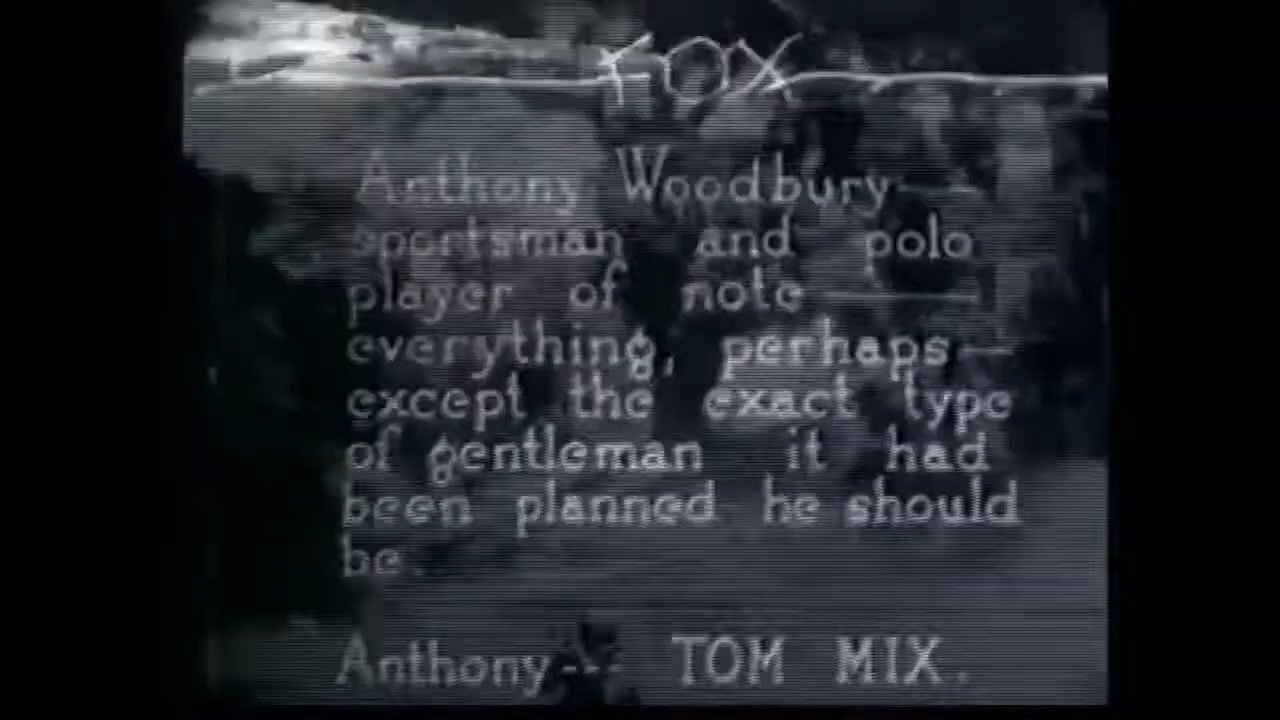 FOX
Anthony Woodbury —
sportsman and polo
player of note ——
everything, perhaps —
except the exact type
of gentleman it had
been planned he should
be.
Anthony -- TOM MIX.